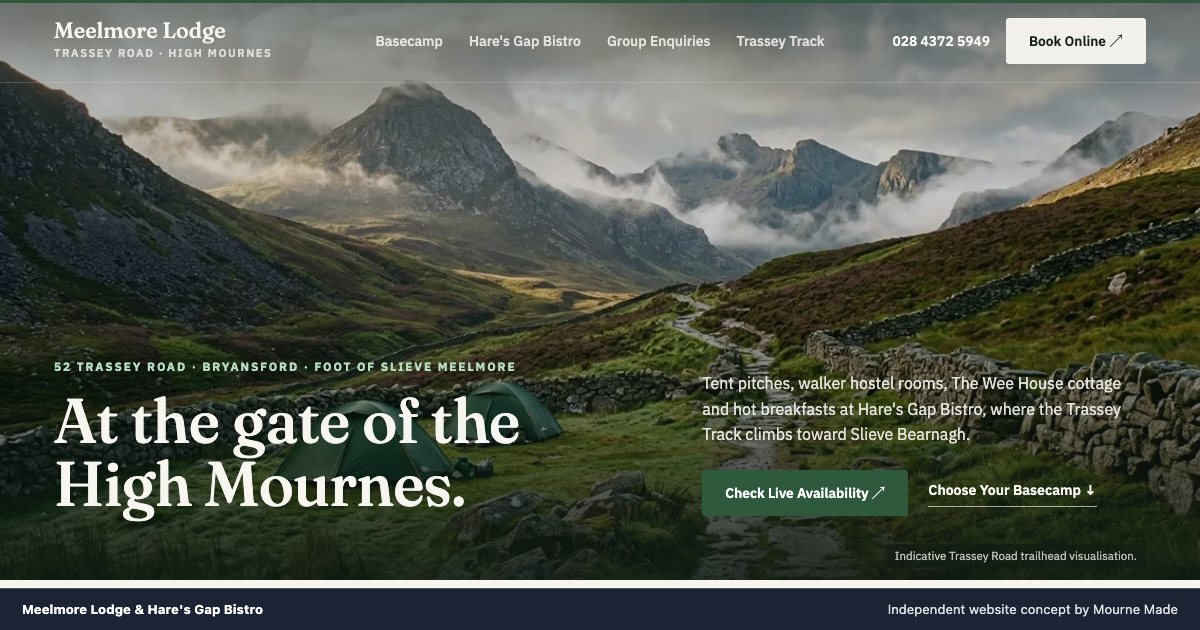 Meelmore Lodge
TRASSEY ROAD · HIGH MOURNES
Basecamp
Hare's Gap Bistro
Group Enquiries
Trassey Track
028 4372 5949
Book Online ↗
52 TRASSEY ROAD · BRYANSFORD · FOOT OF SLIEVE MEELMORE
At the gate of the
High Mournes.
Tent pitches, walker hostel rooms, The Wee House cottage
and hot breakfasts at Hare's Gap Bistro, where the Trassey
Track climbs toward Slieve Bearnagh.
Check Live Availability ↗
Choose Your Basecamp ↓
Indicative Trassey Road trailhead visualisation.
Meelmore Lodge & Hare's Gap Bistro
Independent website concept by Mourne Made